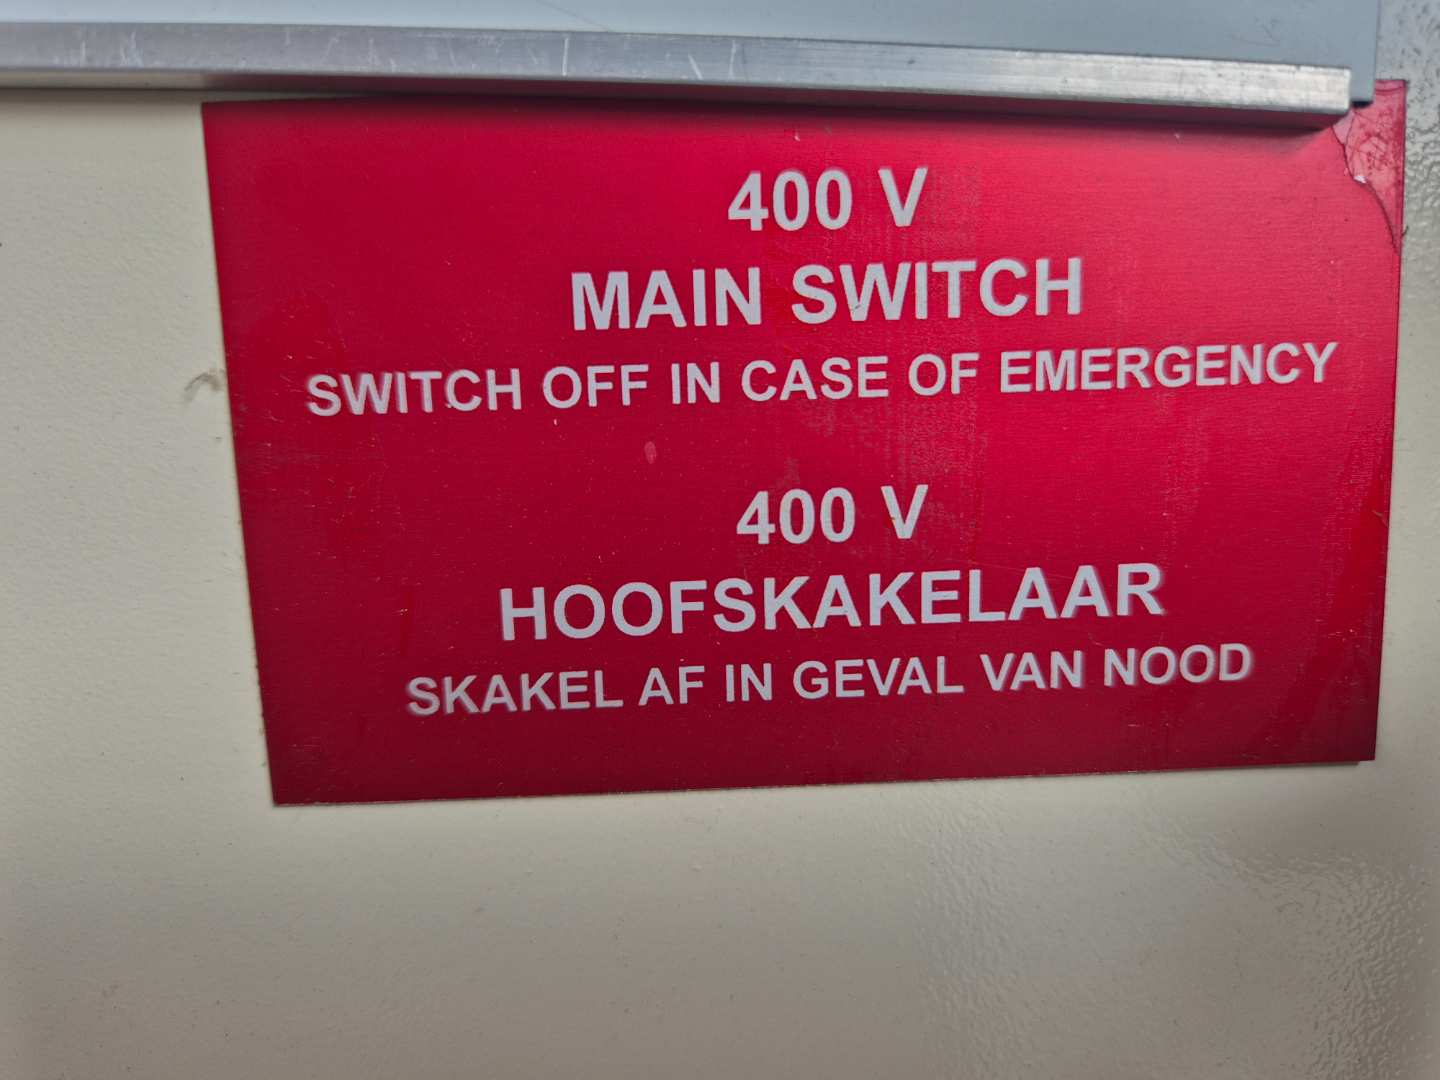 400 V
MAIN SWITCH
SWITCH OFF IN CASE OF EMERGENCY
400 V
HOOFSKAKELAAR
SKAKEL AF IN GEVAL VAN NOOD